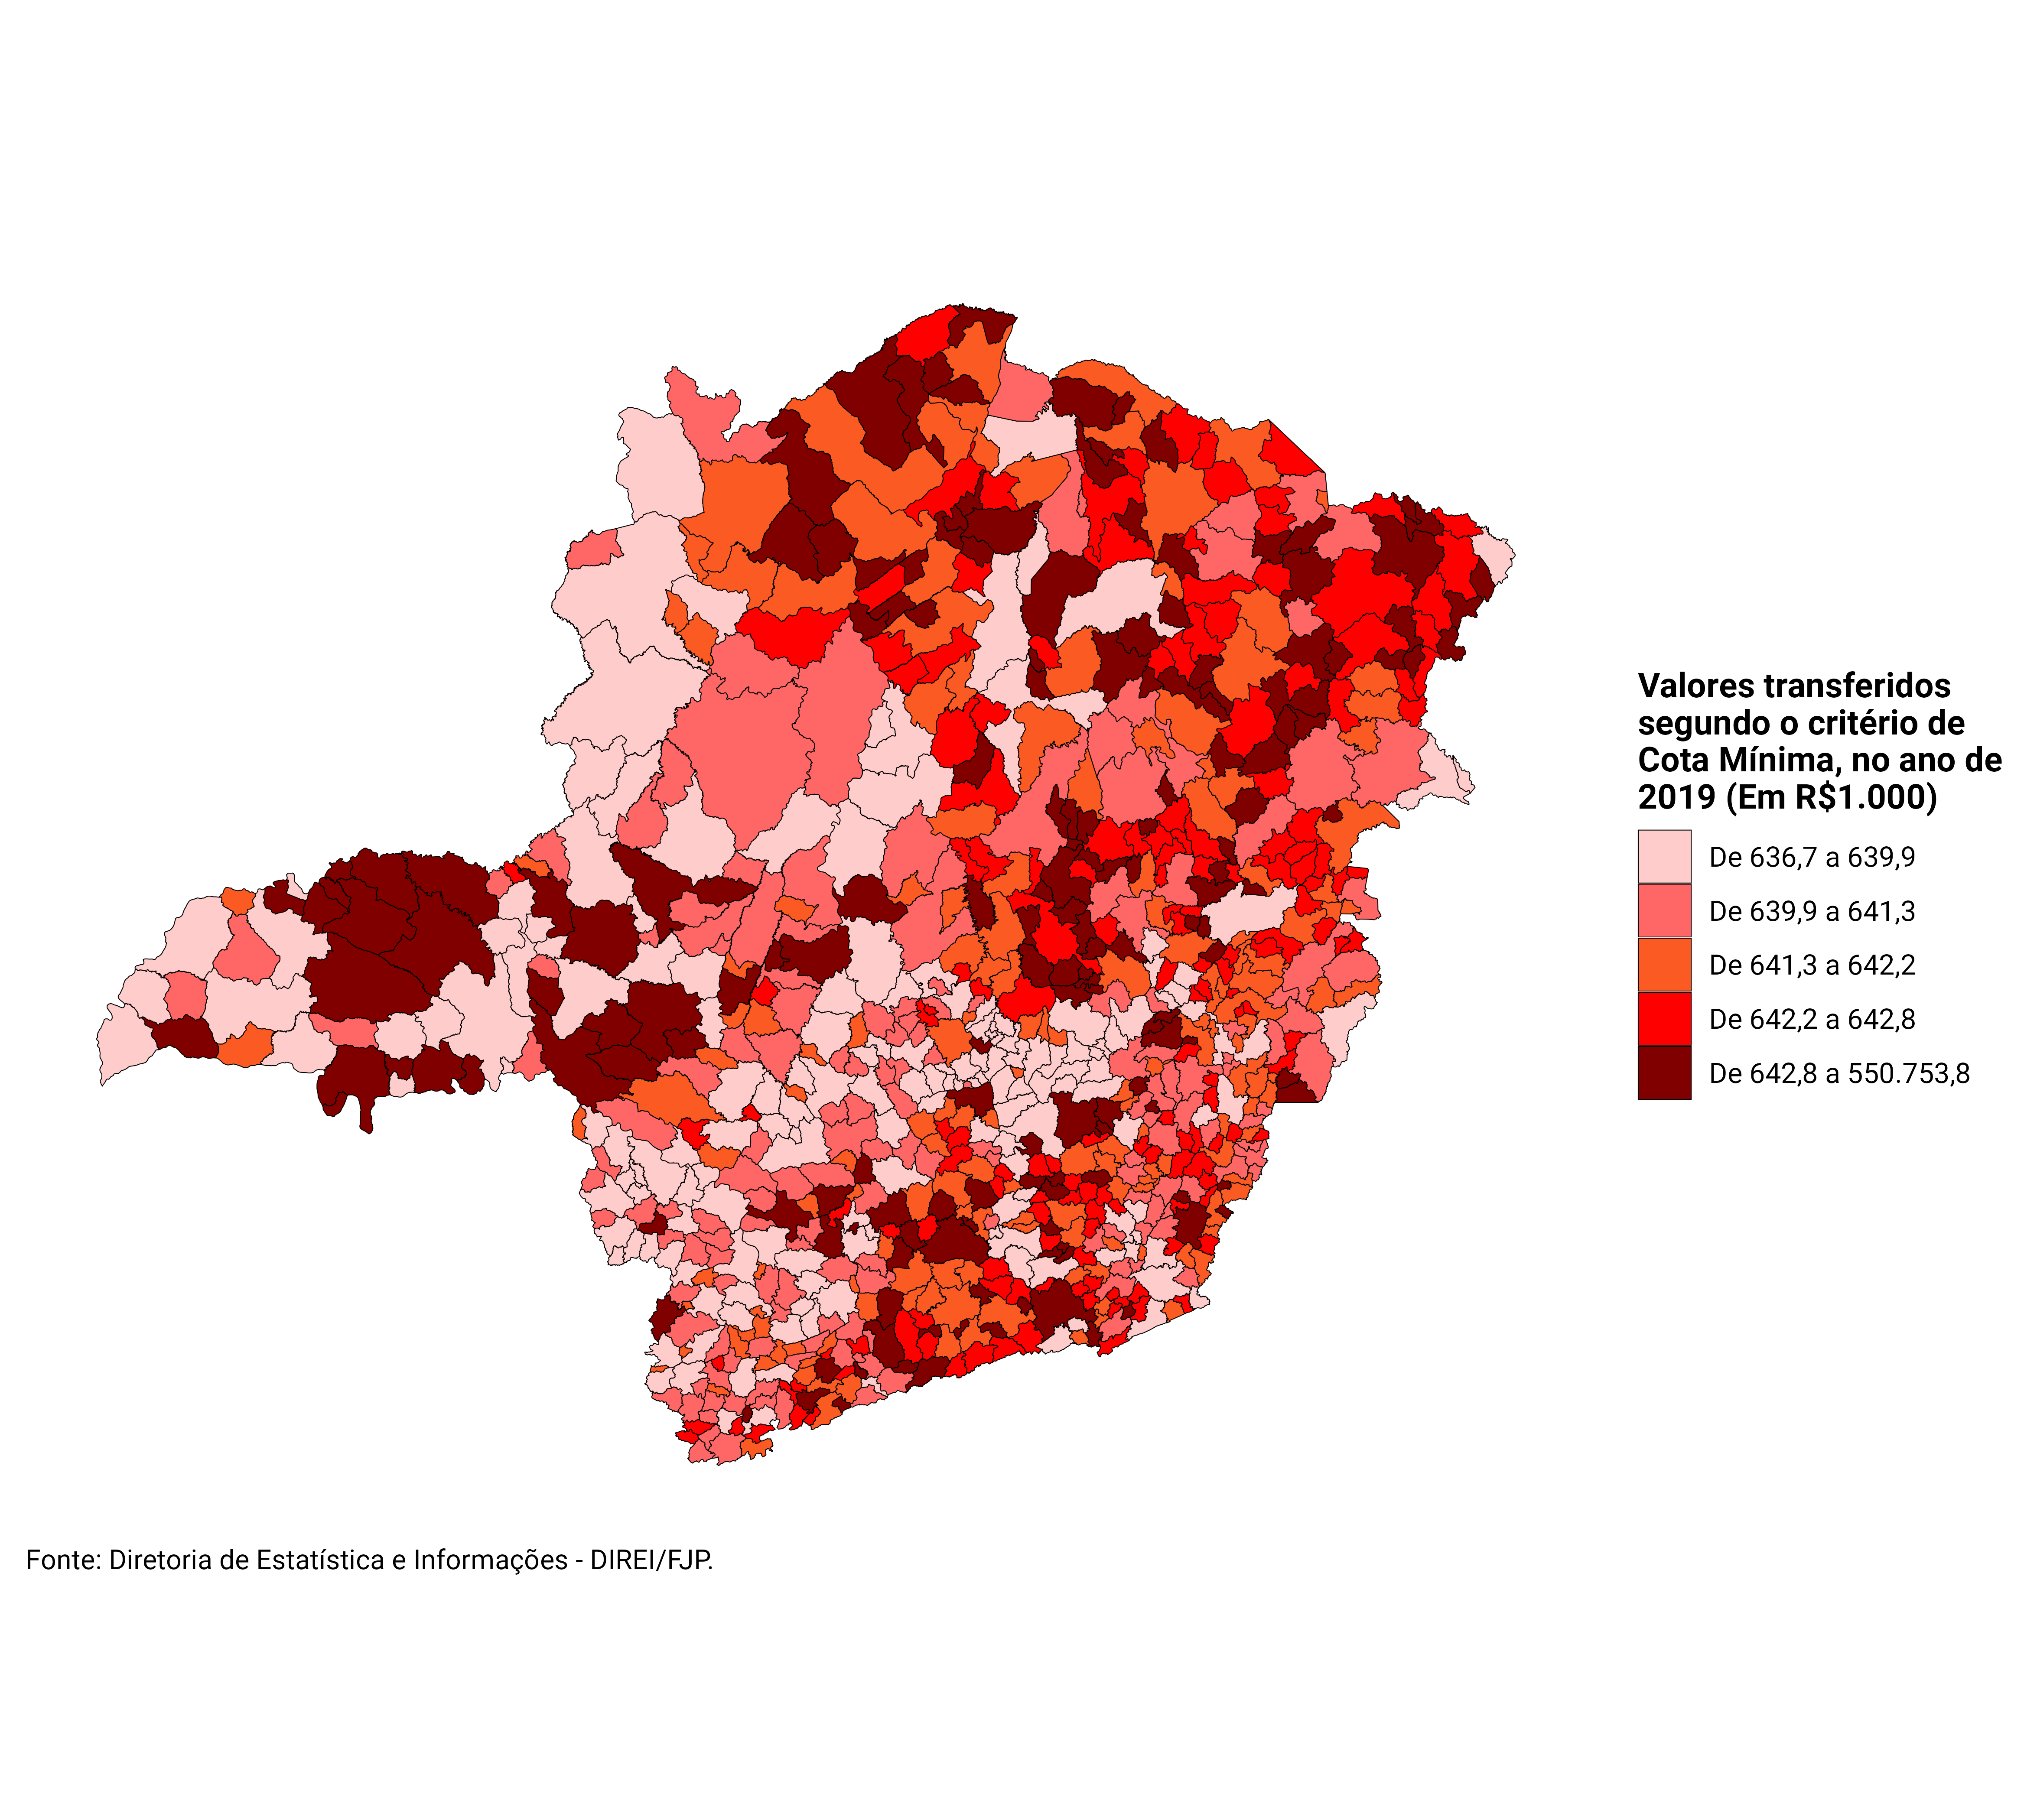 Valores transferidos
segundo o critério de
Cota Mínima, no ano de
2019 (Em R$1.000)
De 636,7 a 639,9
De 639,9 a 641,3
De 641,3 a 642,2
De 642,2 a 642,8
De 642,8 a 550.753,8
Fonte: Diretoria de Estatística e Informações - DIREI/FJP.